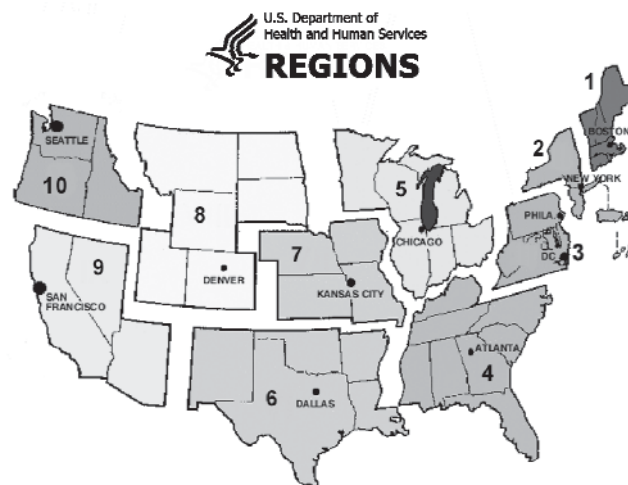 U.S. Department of
Health and Human Services
REGIONS
1
BOSTON
2
NEW YORK
SEATTLE
10
8
5
PHILA.
CHICAGO
DC
3
9
7
DENVER
KANSAS CITY
SAN
FRANCISCO
ATLANTA
4
6
DALLAS